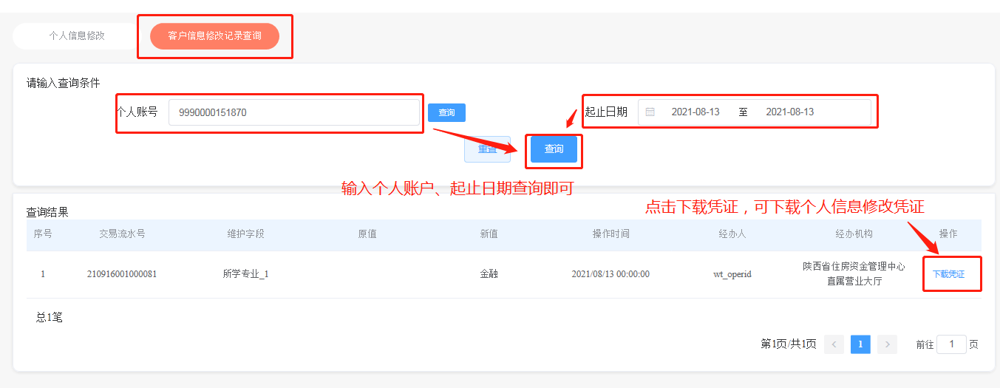 个人信息修改 客户信息修改记录查询
请输入查询条件
个人账号 9990000151870 查询 起止日期 2021-08-13 至 2021-08-13
重置 查询
输入个人账户、起止日期查询即可
点击下载凭证，可下载个人信息修改凭证
查询结果
序号 交易流水号 维护字段 原值 新值 操作时间 经办人 经办机构 操作
1 210916001000081 所学专业_1 金融 2021/08/13 00:00:00 wt_operid 陕西省住房资金管理中心 下载凭证
直属营业大厅
总1笔
第1页/共1页 < 1 > 前往 1 页